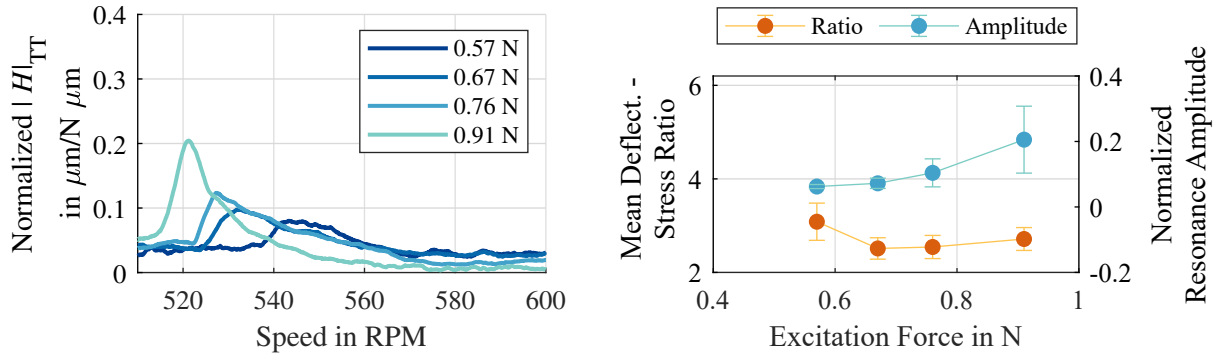 Normalized |H|TT
in µm/N µm
0.4
0.3
0.2
0.1
0
520
540
560
580
600
Speed in RPM
0.57 N
0.67 N
0.76 N
0.91 N
Ratio
Amplitude
Mean Deflect. -
Stress Ratio
6
4
2
0.4
0.6
0.8
1
Excitation Force in N
0.4
0.2
0
-0.2
Normalized
Resonance Amplitude